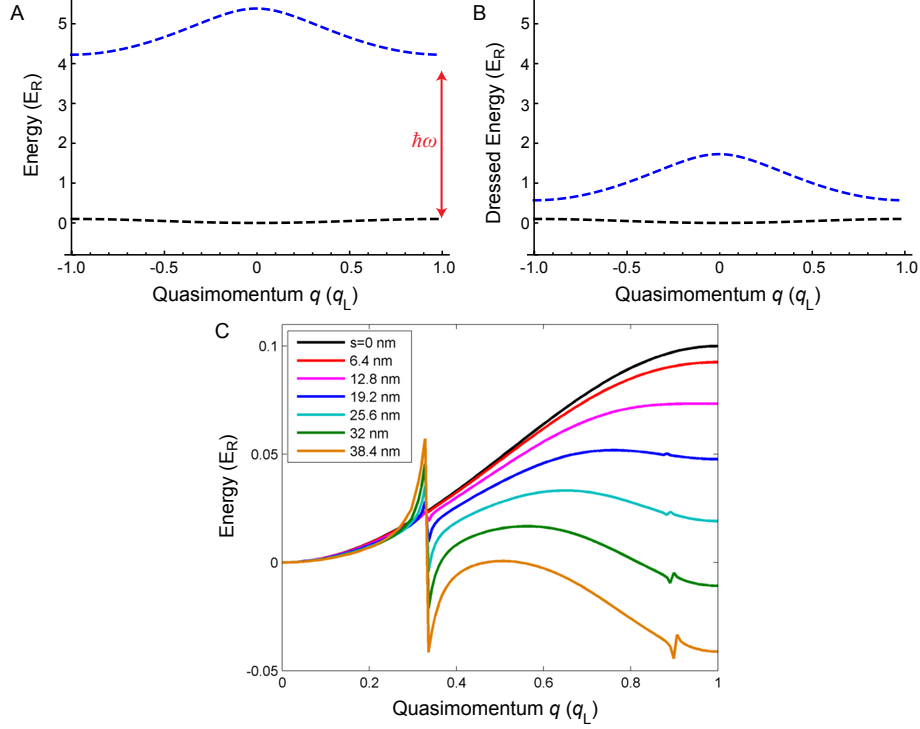 A
Energy (E_R)
5
4
3
2
1
0
ħω
-1.0
-0.5
0
0.5
1.0
Quasimomentum q (q_L)
B
Dressed Energy (E_R)
5
4
3
2
1
0
-1.0
-0.5
0
0.5
1.0
Quasimomentum q (q_L)
C
Energy (E_R)
0.1
0.05
0
-0.05
s=0 nm
6.4 nm
12.8 nm
19.2 nm
25.6 nm
32 nm
38.4 nm
0
0.2
0.4
0.6
0.8
1
Quasimomentum q (q_L)